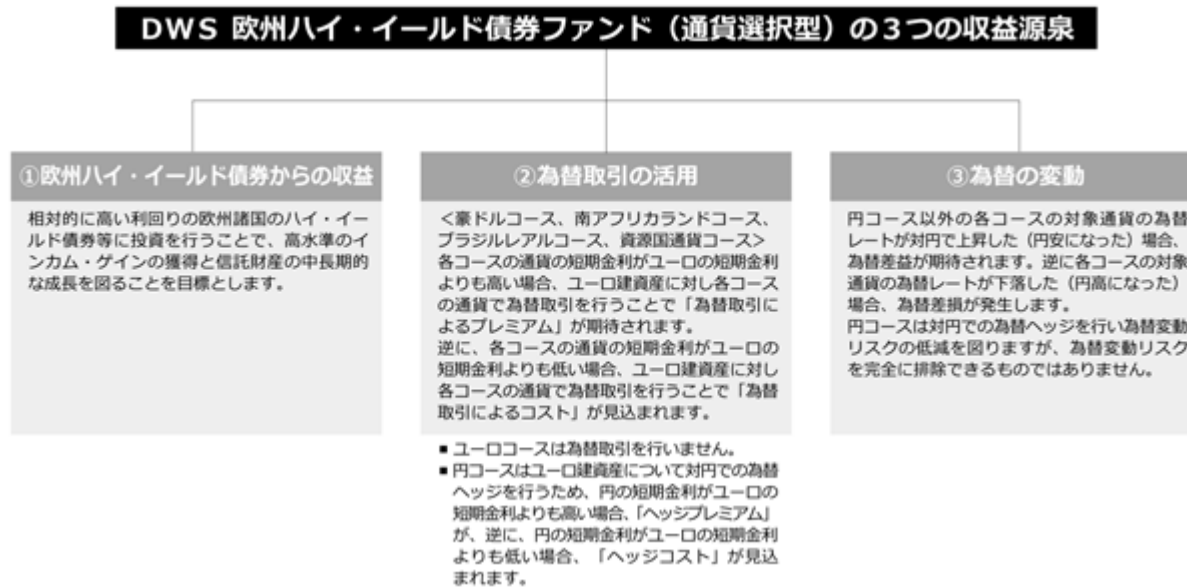 DWS 欧州ハイ・イールド債券ファンド（通貨選択型）の３つの収益源泉
①欧州ハイ・イールド債券からの収益
相対的に高い利回りの欧州諸国のハイ・イー
ルド債券等に投資を行うことで、高水準のイ
ンカム・ゲインの獲得と信託財産の中長期的
な成長を図ることを目標とします。
②為替取引の活用
＜豪ドルコース、南アフリカランドコース、
ブラジルレアルコース、資源国通貨コース＞
各コースの通貨の短期金利がユーロの短期金利
よりも高い場合、ユーロ建資産に対し各コース
の通貨で為替取引を行うことで「為替取引に
よるプレミアム」が期待されます。
逆に、各コースの通貨の短期金利がユーロの
短期金利よりも低い場合、ユーロ建資産に対し
各コースの通貨で為替取引を行うことで「為替
取引によるコスト」が見込まれます。
■ ユーロコースは為替取引を行いません。
■ 円コースはユーロ建資産について対円での為替
ヘッジを行うため、円の短期金利がユーロの
短期金利よりも高い場合、「ヘッジプレミアム」
が、逆に、円の短期金利がユーロの短期金利
よりも低い場合、「ヘッジコスト」が見込
まれます。
③為替の変動
円コース以外の各コースの対象通貨の為替
レートが対円で上昇した（円安になった）場合、
為替差益が期待されます。逆に各コースの対象
通貨の為替レートが下落した（円高になった）
場合、為替差損が発生します。
円コースは対円での為替ヘッジを行い為替変動
リスクの低減を図りますが、為替変動リスク
を完全に排除できるものではありません。